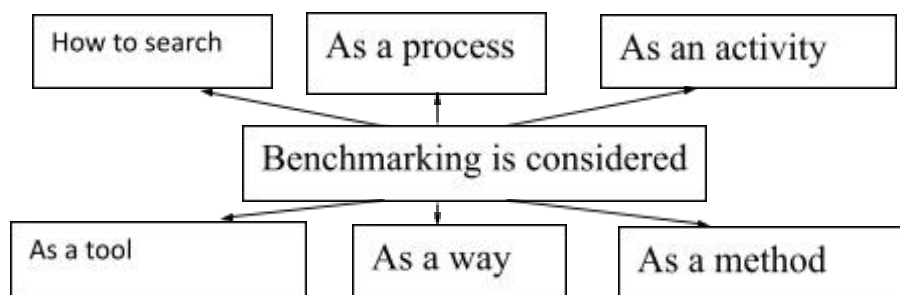 How to search
As a process
As an activity
Benchmarking is considered
As a tool
As a way
As a method